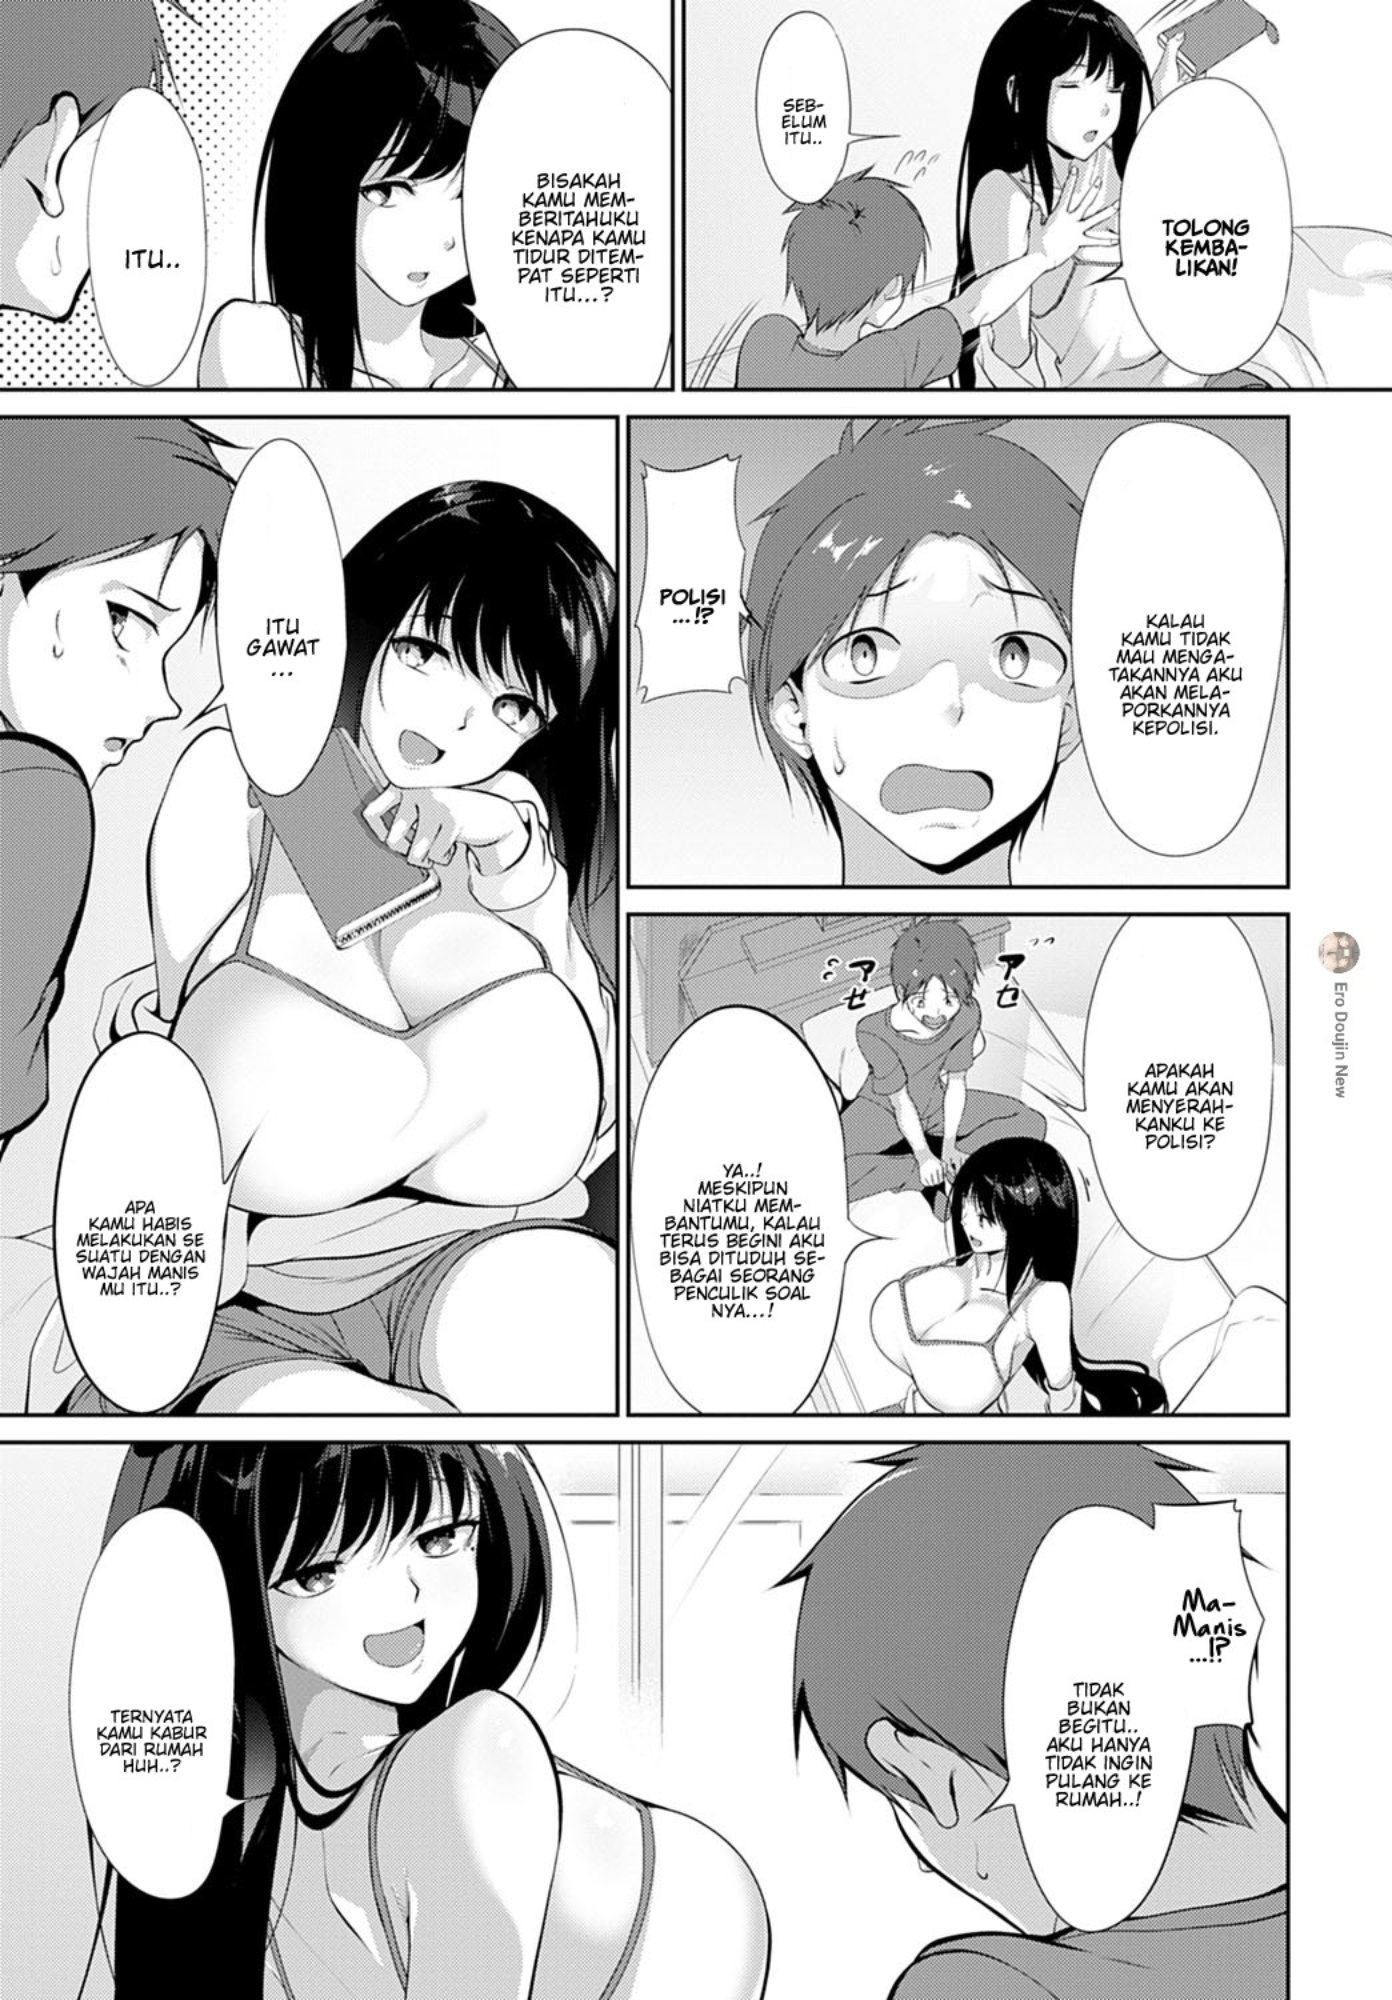 TOLONG
KEMBA-
LIKAN!
SEB-
ELUM
ITU..
BISAKAH
KAMU MEM-
BERITAHUKU
KENAPA KAMU
TIDUR DITEM-
PAT SEPERTI
ITU...?
ITU..
KALAU
KAMU TIDAK
MAU MENGA-
TAKANNYA AKU
AKAN MELA-
PORKANNYA
KEPOLISI.
POLISI
...!?
APAKAH
KAMU AKAN
MENYERAH-
KANKU KE
POLISI?
アセ
アセ
YA..!
MESKIPUN
NIATKU MEM-
BANTUMU, KALAU
TERUS BEGINI AKU
BISA DITUDUH SE-
BAGAI SEORANG
PENCULIK SOAL
NYA...!
ITU
GAWAT
...
APA
KAMU HABIS
MELAKUKAN SE
SUATU DENGAN
WAJAH MANIS
MU ITU..?
Ma-
Manis
...!?
TIDAK
BUKAN
BEGITU..
AKU HANYA
TIDAK INGIN
PULANG KE
RUMAH..!
TERNYATA
KAMU KABUR
DARI RUMAH
HUH..?
Ero Doujin New